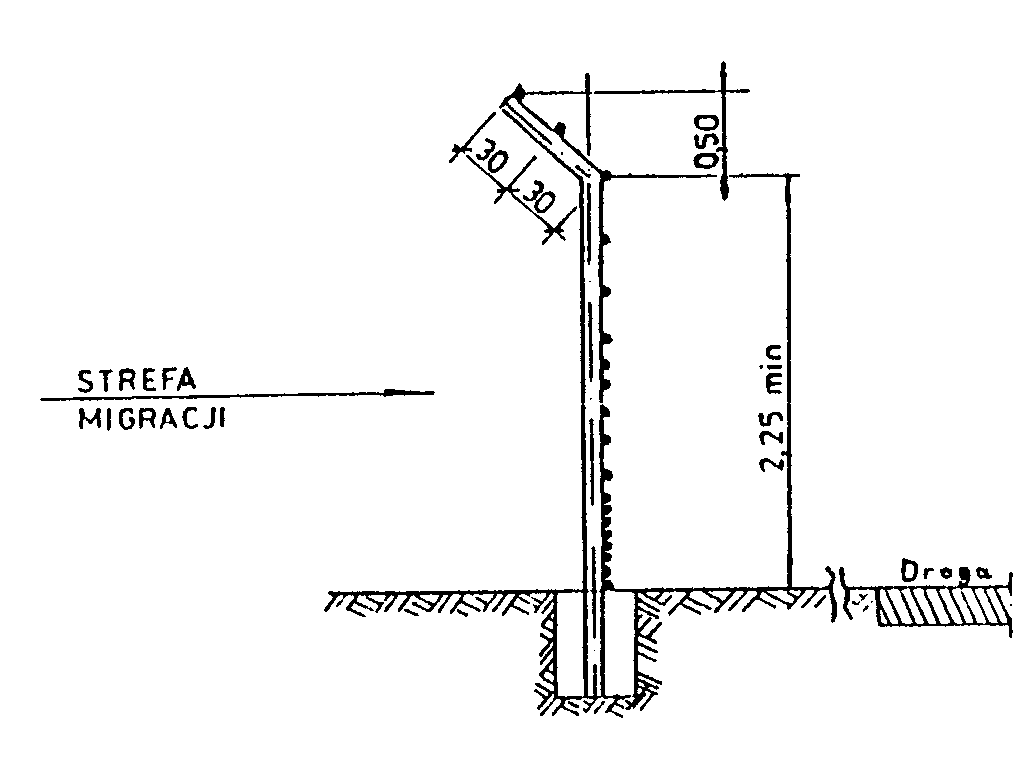 0,50
30
30
STREFA
MIGRACJI
2,25 min
Droga